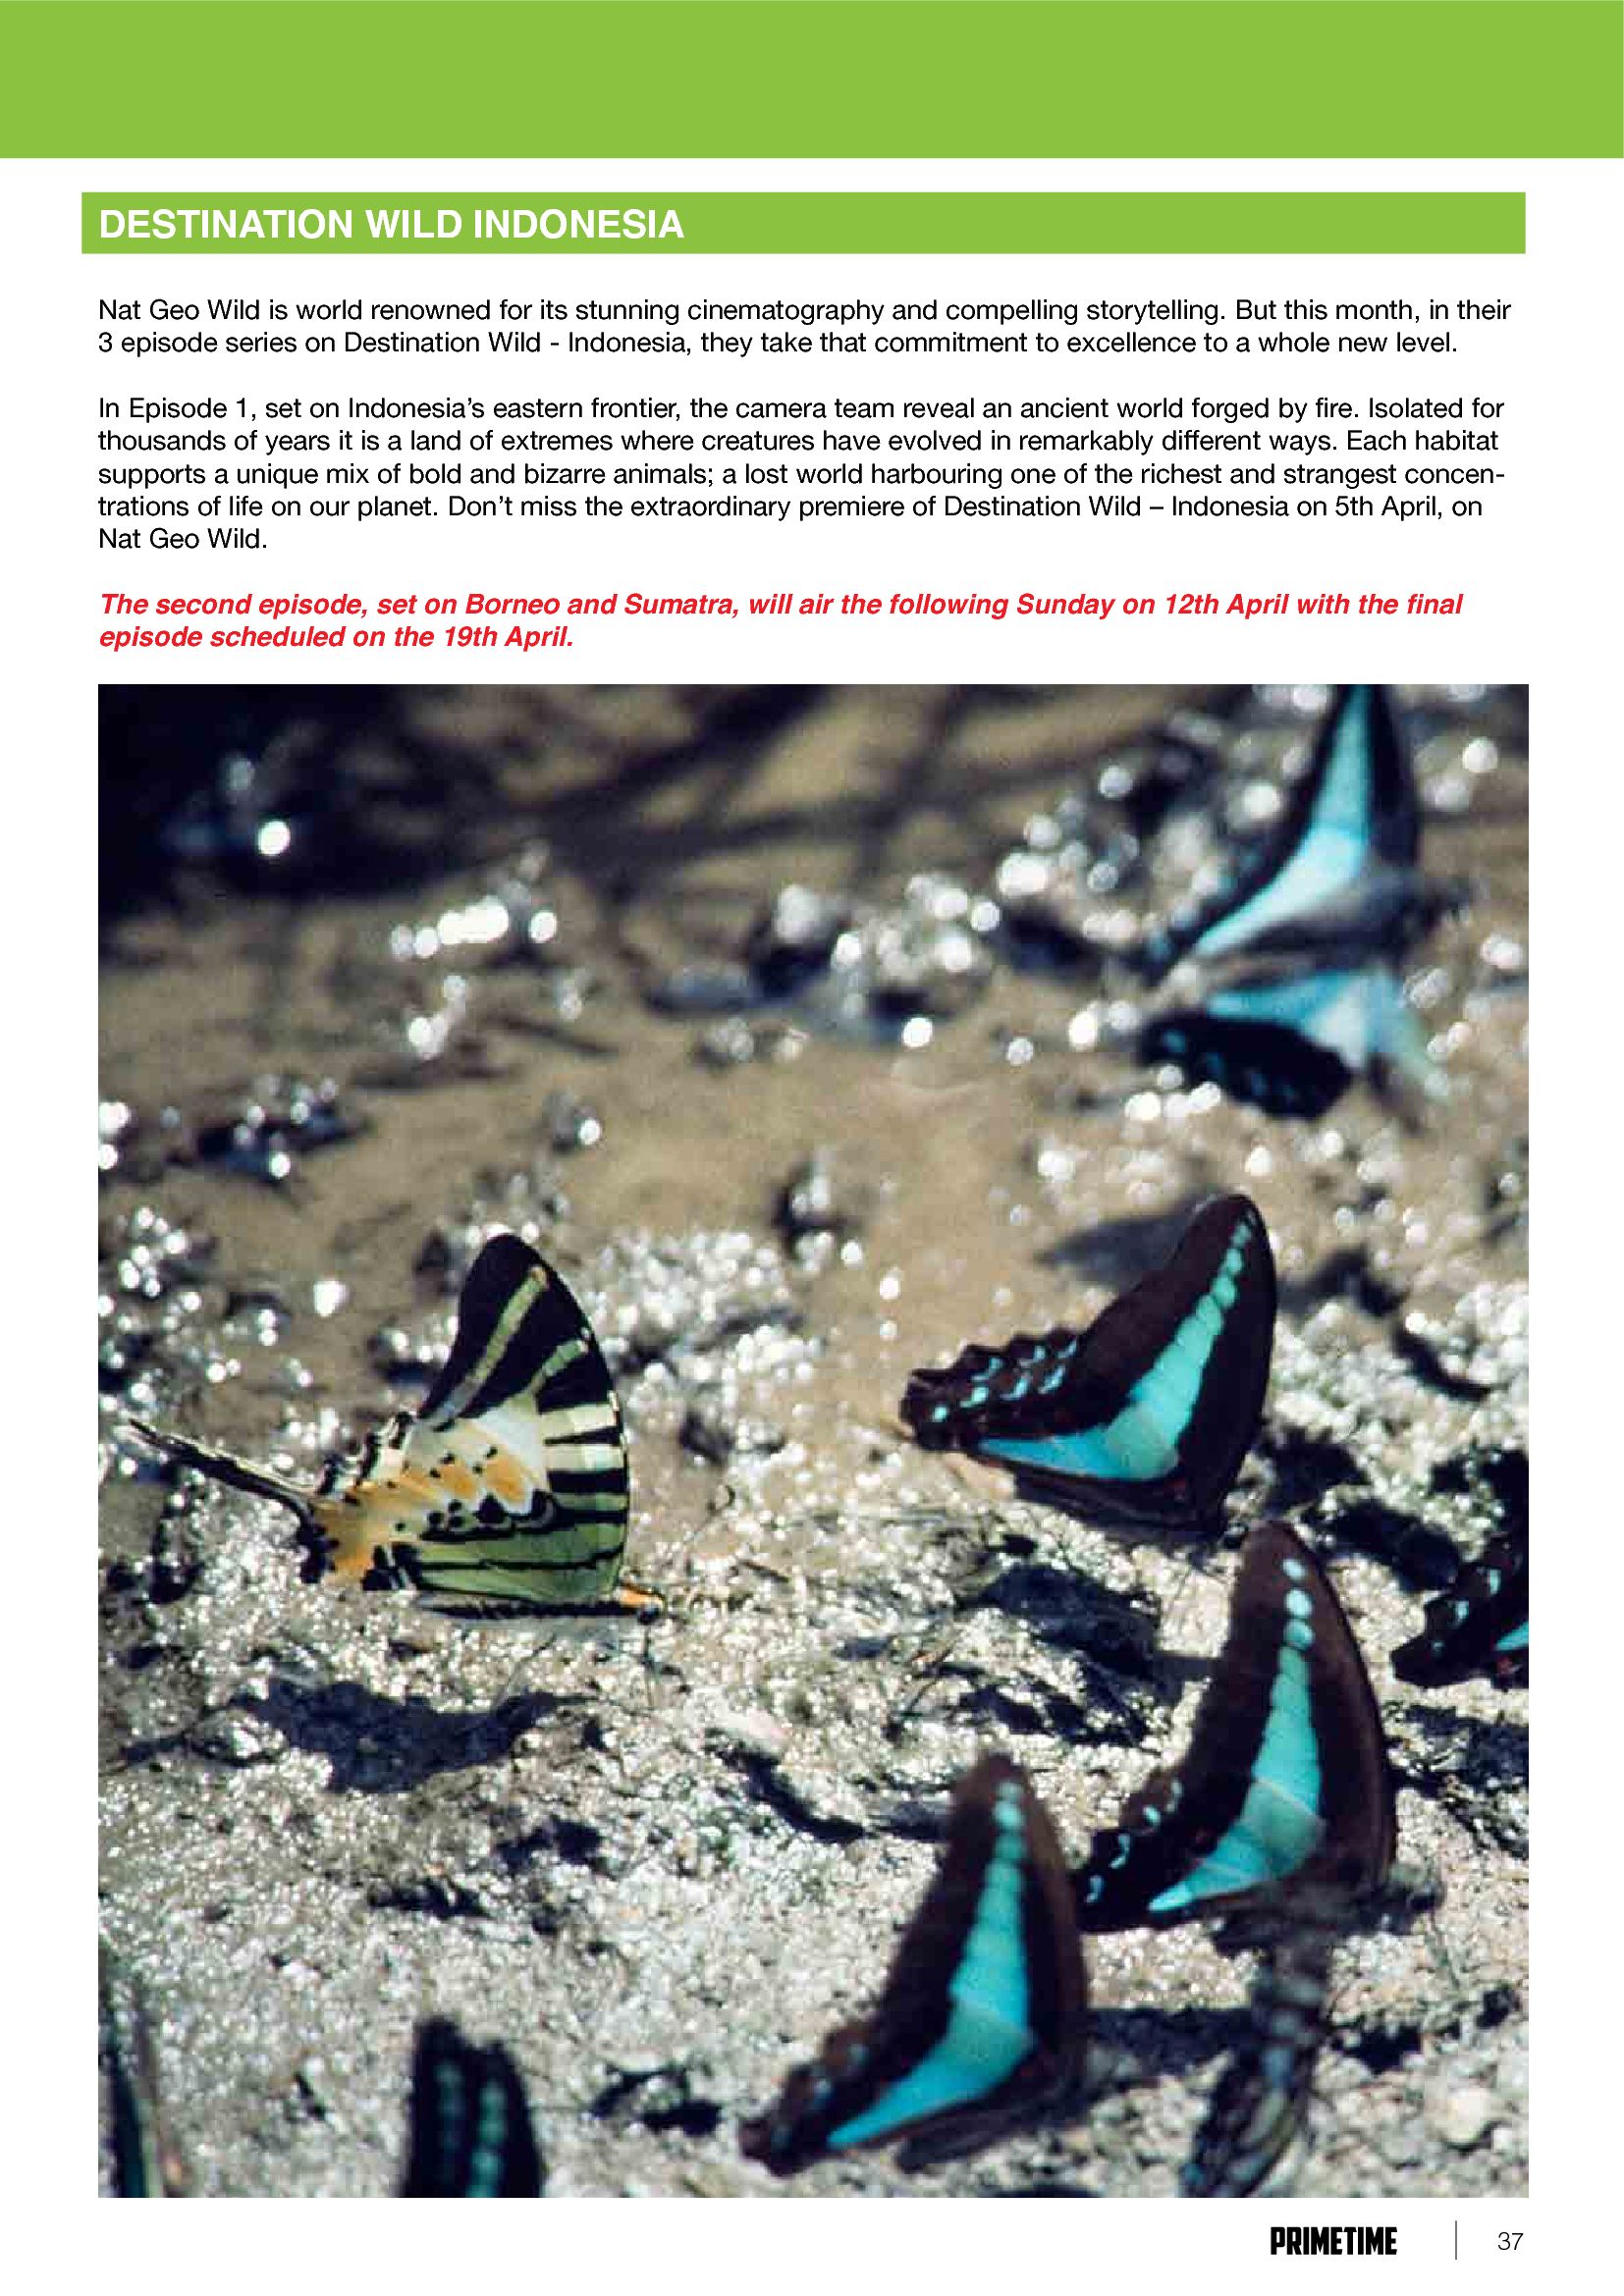 DESTINATION WILD INDONESIA
Nat Geo Wild is world renowned for its stunning cinematography and compelling storytelling. But this month, in their
3 episode series on Destination Wild - Indonesia, they take that commitment to excellence to a whole new level.
In Episode 1, set on Indonesia’s eastern frontier, the camera team reveal an ancient world forged by fire. Isolated for
thousands of years it is a land of extremes where creatures have evolved in remarkably different ways. Each habitat
supports a unique mix of bold and bizarre animals; a lost world harbouring one of the richest and strangest concen-
trations of life on our planet. Don’t miss the extraordinary premiere of Destination Wild – Indonesia on 5th April, on
Nat Geo Wild.
The second episode, set on Borneo and Sumatra, will air the following Sunday on 12th April with the final
episode scheduled on the 19th April.
PRIMETIME
37